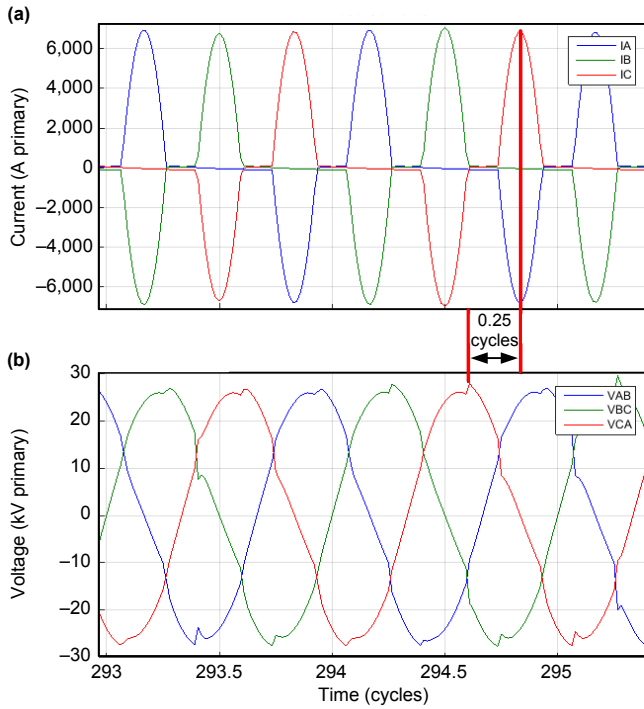 (a)
6,000
4,000
2,000
0
–2,000
–4,000
–6,000
Current (A primary)
IA
IB
IC
0.25
cycles
(b)
30
20
10
0
–10
–20
–30
Voltage (kV primary)
VAB
VBC
VCA
293
293.5
294
294.5
295
Time (cycles)